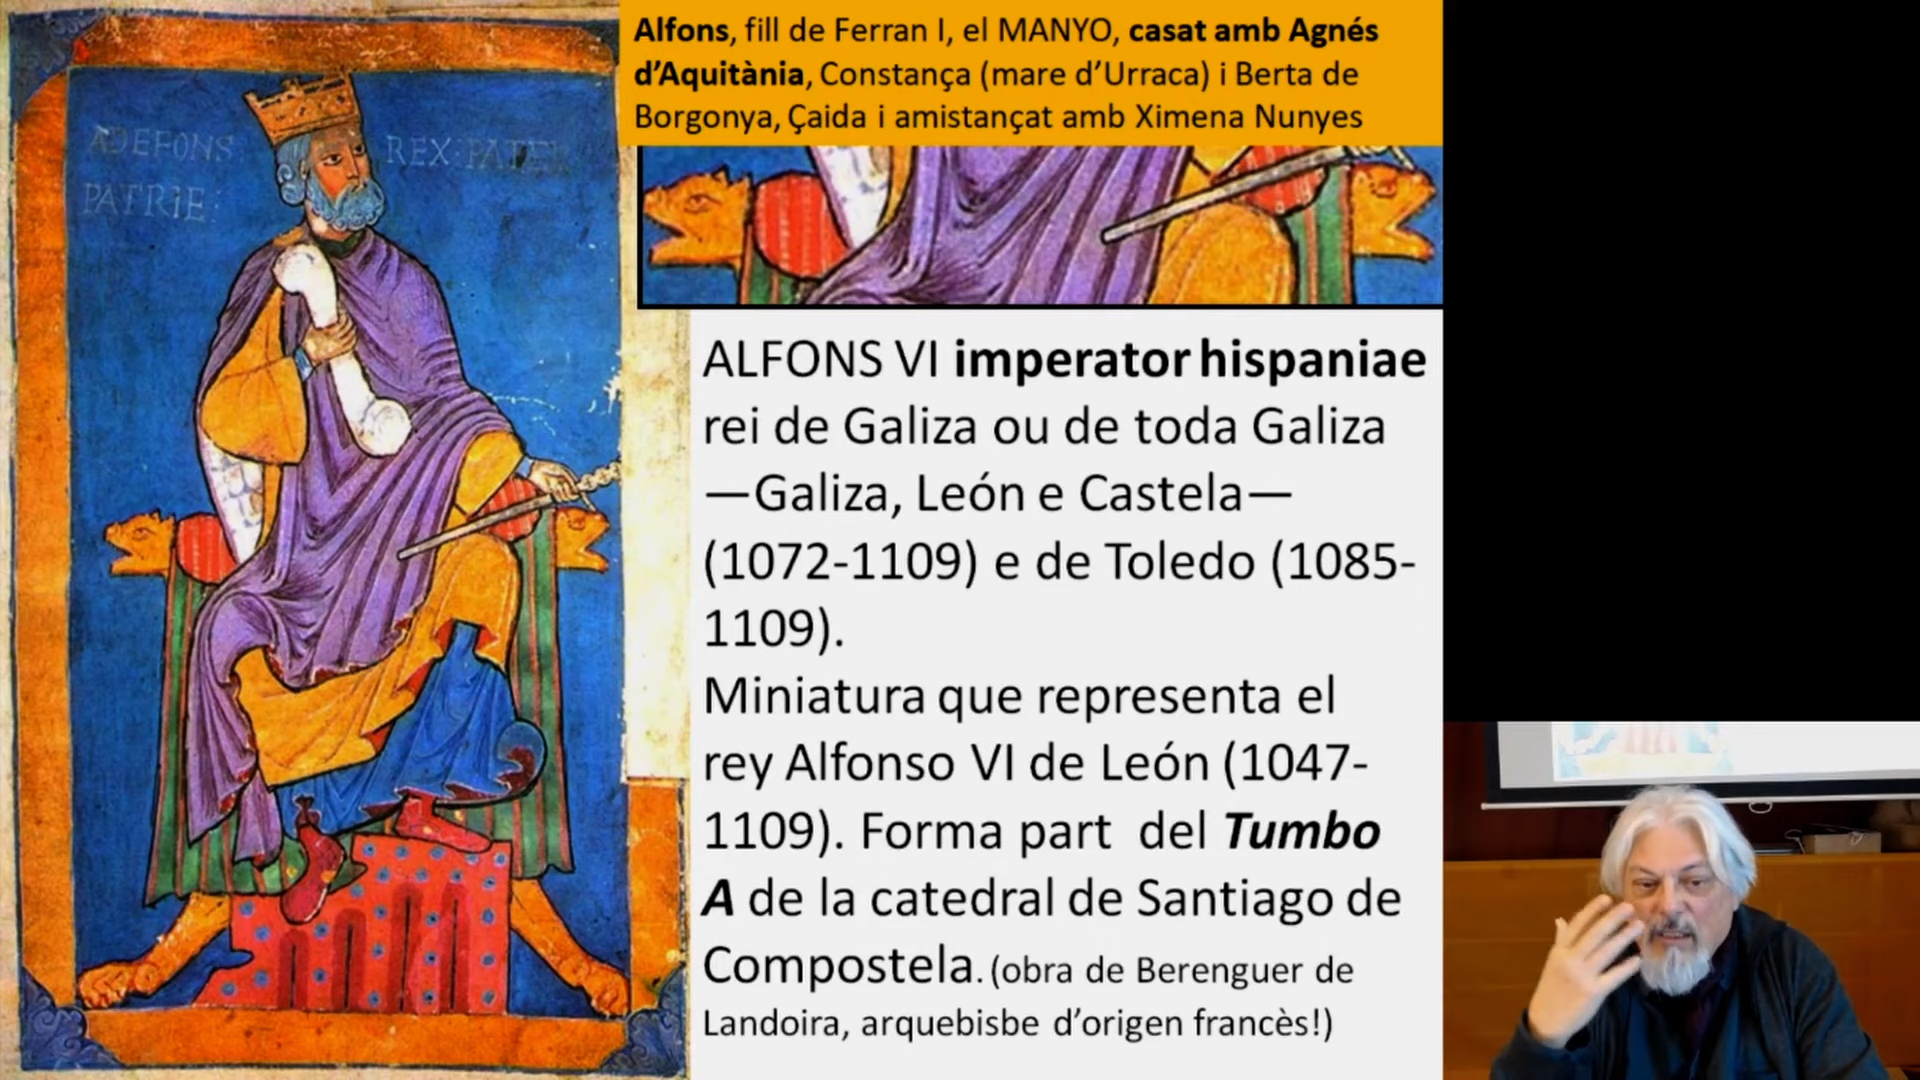 Alfons, fill de Ferran I, el MANYO, casat amb Agnés
d'Aquitània, Constança (mare d'Urraca) i Berta de
Borgonya, Çaida i amistançat amb Ximena Nunyes
ADEFONS REX:PATER
PATRIE:
ALFONS VI imperator hispaniae
rei de Galiza ou de toda Galiza
—Galiza, León e Castela—
(1072-1109) e de Toledo (1085-
1109).
Miniatura que representa el
rey Alfonso VI de León (1047-
1109). Forma part del Tumbo
A de la catedral de Santiago de
Compostela. (obra de Berenguer de
Landoira, arquebisbe d'origen francès!)